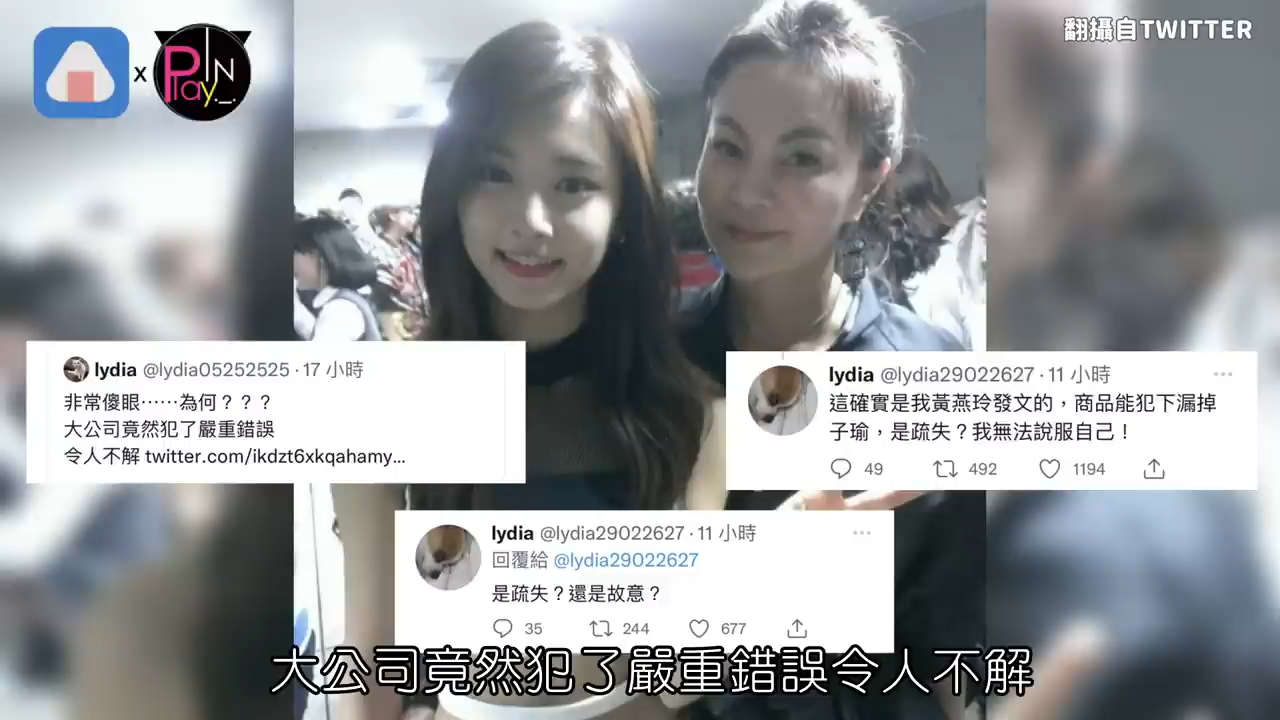 翻攝自TWITTER
x
Play IN
lydia @lydia05252525 · 17 小時
非常傻眼⋯⋯為何？？？
大公司竟然犯了嚴重錯誤
令人不解 twitter.com/ikdzt6xkqahamy...
lydia @lydia29022627 · 11 小時
這確實是我黃燕玲發文的，商品能犯下漏掉
子瑜，是疏失？我無法說服自己！
49 492 1194
lydia @lydia29022627 · 11 小時
回覆給 @lydia29022627
是疏失？還是故意？
35 244 677
大公司竟然犯了嚴重錯誤令人不解